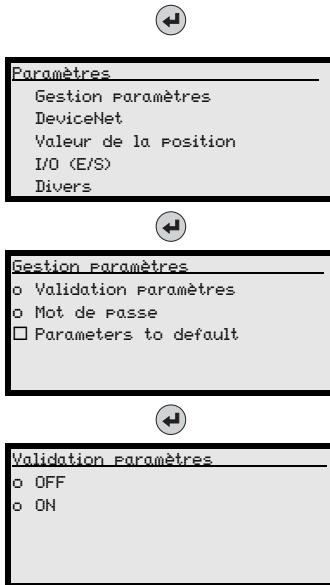 Paramètres
Gestion paramètres
DeviceNet
Valeur de la position
I/O (E/S)
Divers
Gestion paramètres
o Validation paramètres
o Mot de passe
☐ Parameters to default
Validation paramètres
o OFF
o ON